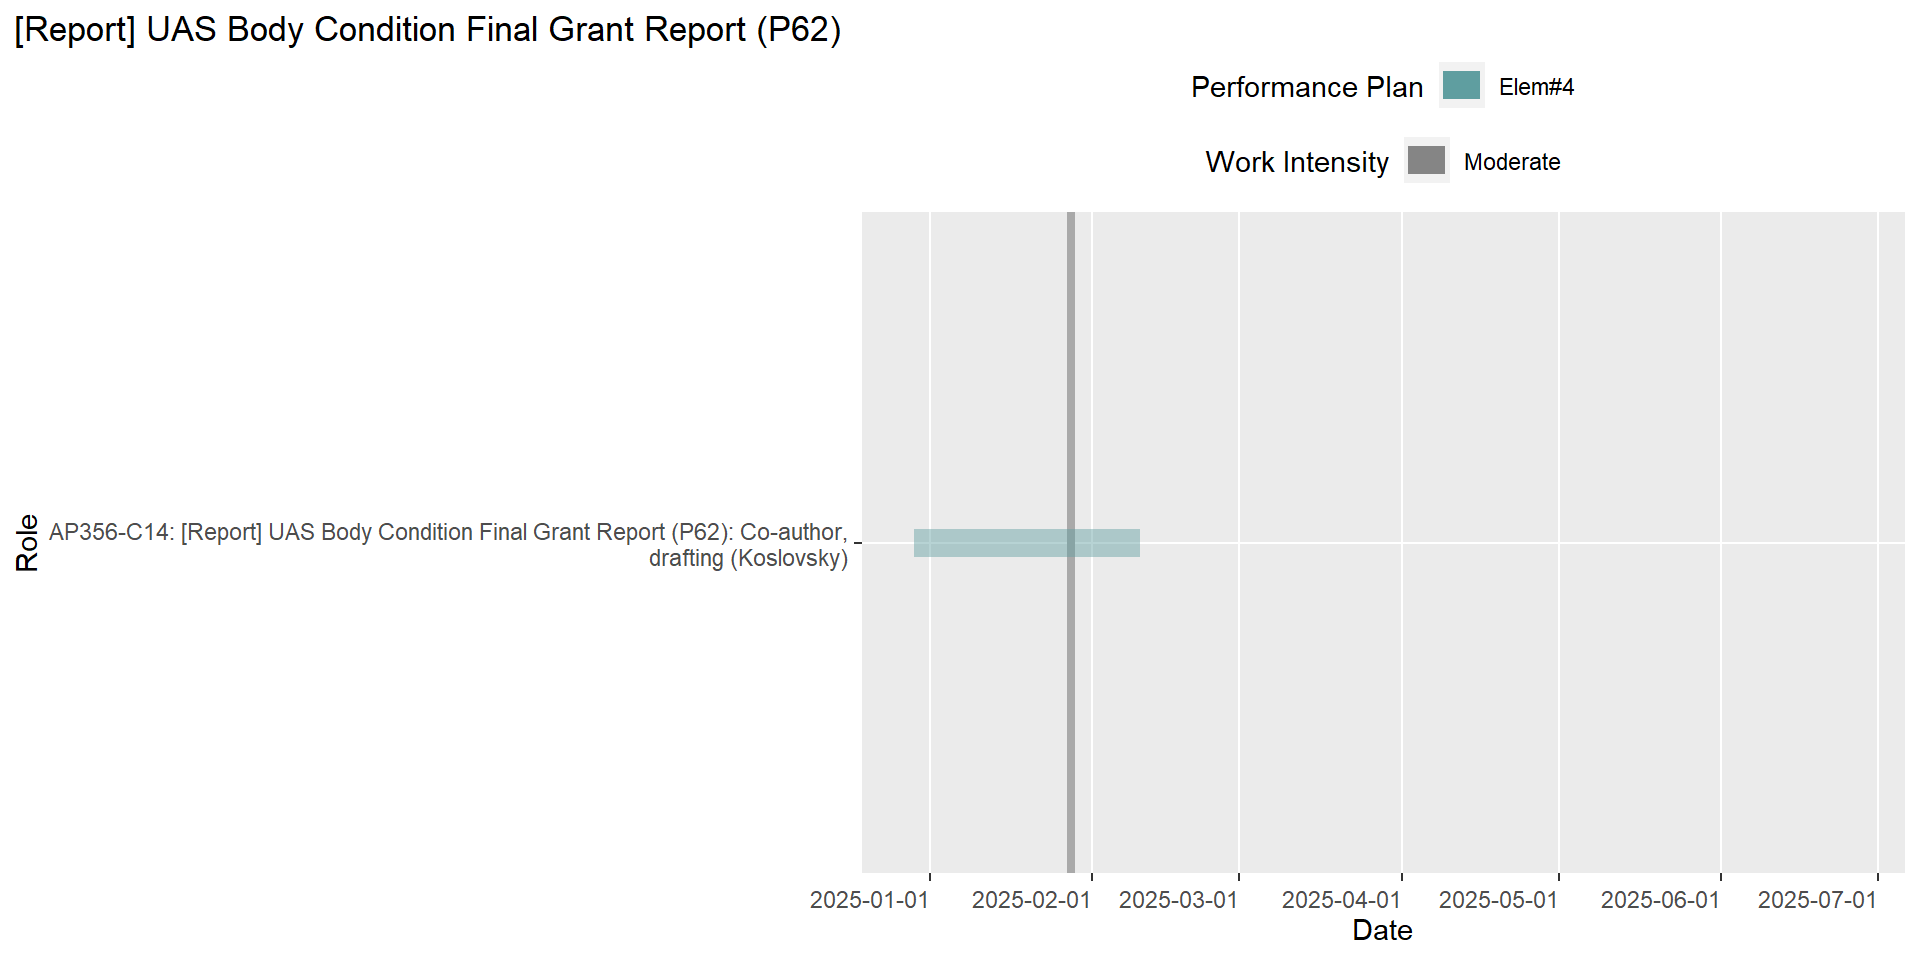 [Report] UAS Body Condition Final Grant Report (P62)
Performance Plan Elem#4
Work Intensity Moderate
Role
AP356-C14: [Report] UAS Body Condition Final Grant Report (P62): Co-author,
drafting (Koslovsky)
2025-01-01 2025-02-01 2025-03-01 2025-04-01 2025-05-01 2025-06-01 2025-07-01
Date